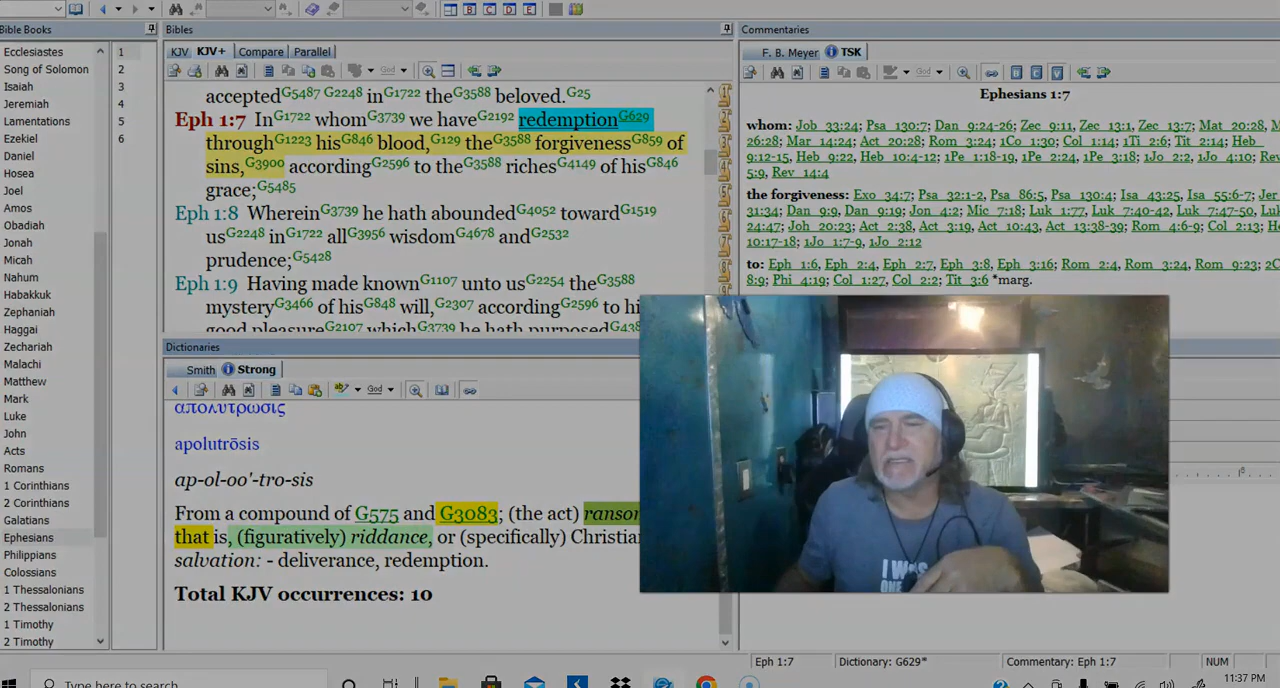 Bible Books
Ecclesiastes
Song of Solomon
Isaiah
Jeremiah
Lamentations
Ezekiel
Daniel
Hosea
Joel
Amos
Obadiah
Jonah
Micah
Nahum
Habakkuk
Zephaniah
Haggai
Zechariah
Malachi
Matthew
Mark
Luke
John
Acts
Romans
1 Corinthians
2 Corinthians
Galatians
Ephesians
Philippians
Colossians
1 Thessonians
2 Thessalonians
1 Timothy
2 Timothy
1
2
3
4
5
6
B C D E
Bibles
KJV KJV+ Compare Parallel
God
accepted G5487 G2248 in G1722 the G3588 beloved. G25
Eph 1:7 In G1722 whom G3739 we have G2192 redemption G629
through G1223 his G846 blood, G129 the G3588 forgiveness G859 of
sins, G3900 according G2596 to the G3588 riches G4149 of his G846
grace; G5485
Eph 1:8 Wherein G3739 he hath abounded G4052 toward G1519
us G2248 in G1722 all G3956 wisdom G4678 and G2532
prudence; G5428
Eph 1:9 Having made known G1107 unto us G2254 the G3588
mystery G3466 of his G848 will, G2307 according G2596 to hi
good pleasure G2107 which G3739 he hath purposed
Dictionaries
Smith Strong
God
ἀπολύτρωσις
apolutrōsis
ap-ol-oo'-tro-sis
From a compound of G575 and G3083; (the act) ranso
that is, (figuratively) riddance, or (specifically) Christia
salvation: - deliverance, redemption.
Total KJV occurrences: 10
Commentaries
F. B. Meyer TSK
God
Ephesians 1:7
whom: Job 33:24; Psa 130:7; Dan 9:24-26; Zec 9:11, Zec 13:1, Zec 13:7; Mat 20:28,
26:28; Mar 14:24; Act 20:28; Rom 3:24; 1Co 1:30; Col 1:14; 1Ti 2:6; Tit 2:14; Heb
9:12-15, Heb 9:22, Heb 10:4-12; 1Pe 1:18-19, 1Pe 2:24, 1Pe 3:18; 1Jo 2:2, 1Jo 4:10; Rev
5:9, Rev 14:4
the forgiveness: Exo 34:7; Psa 32:1-2, Psa 86:5, Psa 130:4; Isa 43:25, Isa 55:6-7; Jer
31:34; Dan 9:9, Dan 9:19; Jon 4:2; Mic 7:18; Luk 1:77, Luk 7:40-42, Luk 7:47-50, Lu
24:47; Joh 20:23; Act 2:38, Act 3:19, Act 10:43, Act 13:38-39; Rom 4:6-9; Col 2:13; H
10:17-18; 1Jo 1:7-9, 1Jo 2:12
to: Eph 1:6, Eph 2:4, Eph 2:7, Eph 3:8, Eph 3:16; Rom 2:4, Rom 3:24, Rom 9:23; 2C
8:9; Phi 4:19; Col 1:27, Col 2:2; Tit 3:6 *marg.
I W
ONE
Eph 1:7 Dictionary: G629* Commentary: Eph 1:7 NUM
Type here to search
11:37 PM